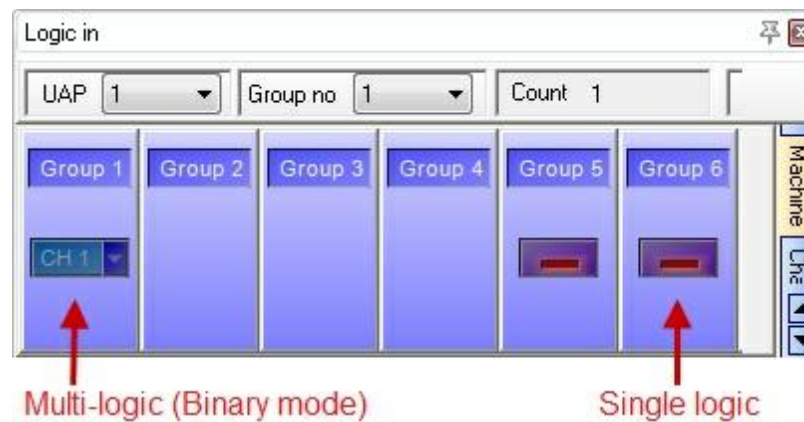 Logic in
UAP 1 Group no 1 Count 1
Group 1 Group 2 Group 3 Group 4 Group 5 Group 6
CH 1
Machine
Cha
Multi-logic (Binary mode) Single logic